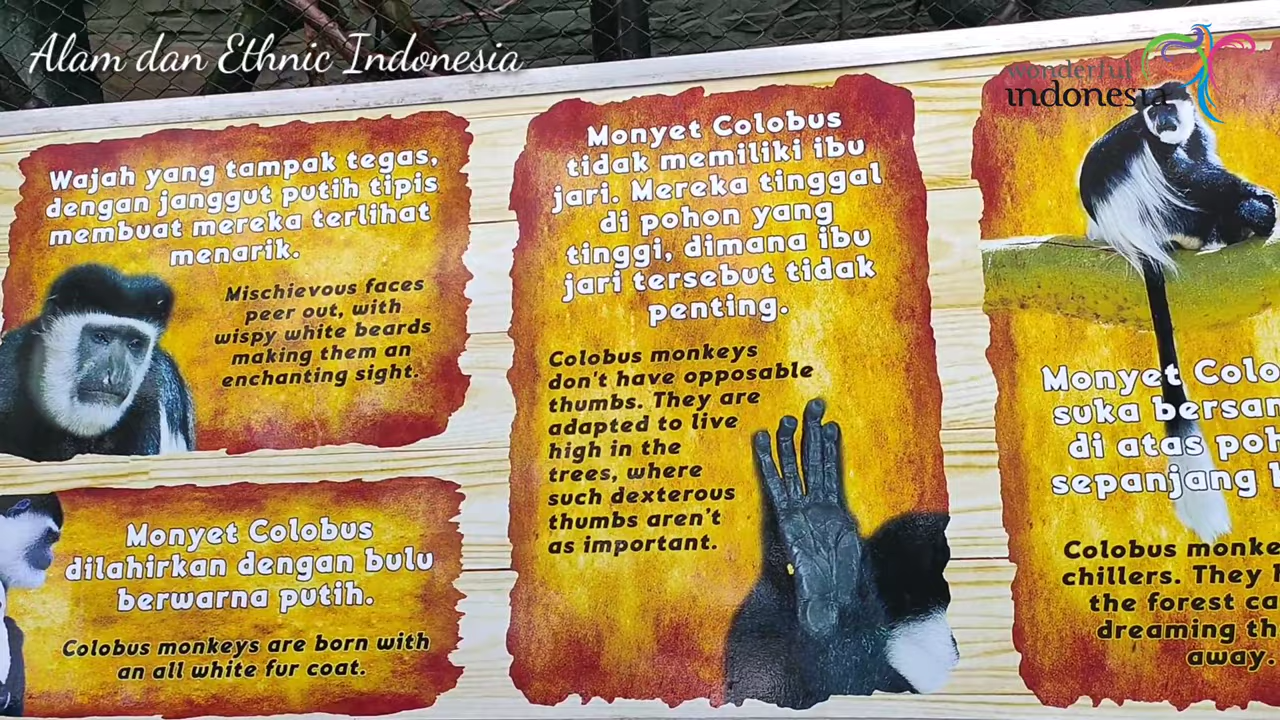 Alam dan Ethnic Indonesia
wonderful
indonesia
Wajah yang tampak tegas,
dengan janggut putih tipis
membuat mereka terlihat
menarik.
Mischievous faces
peer out, with
wispy white beards
making them an
enchanting sight.
Monyet Colobus
dilahirkan dengan bulu
berwarna putih.
Colobus monkeys are born with
an all white fur coat.
Monyet Colobus
tidak memiliki ibu
jari. Mereka tinggal
di pohon yang
tinggi, dimana ibu
jari tersebut tidak
penting.
Colobus monkeys
don't have opposable
thumbs. They are
adapted to live
high in the
trees, where
such dexterous
thumbs aren't
as important.
Monyet
suka
di atas
sepanjang
Colobus
chillers. They
the forest
dreaming
away.